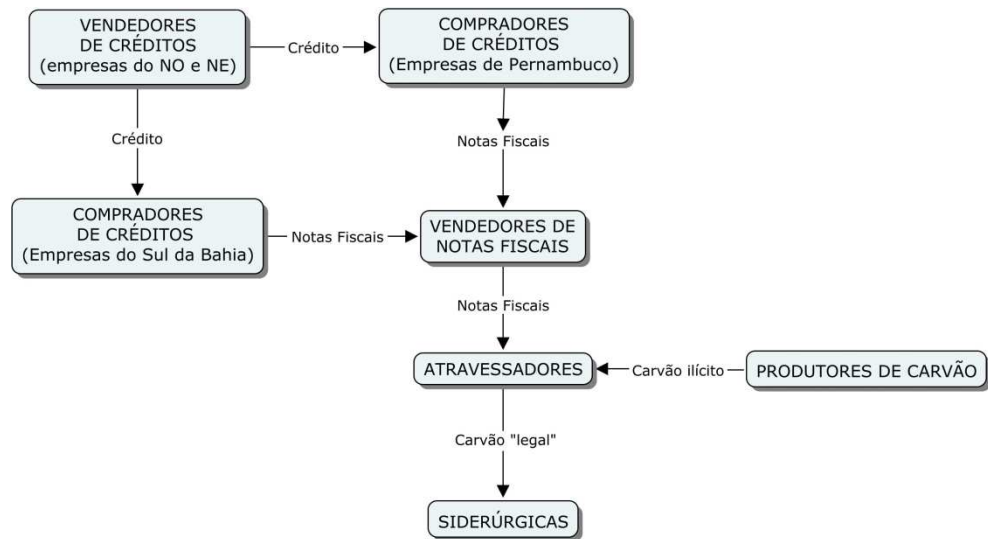 VENDEDORES
DE CRÉDITOS
(empresas do NO e NE)
Crédito
COMPRADORES
DE CRÉDITOS
(Empresas de Pernambuco)
Crédito
Notas Fiscais
COMPRADORES
DE CRÉDITOS
(Empresas do Sul da Bahia)
Notas Fiscais
VENDEDORES DE
NOTAS FISCAIS
Notas Fiscais
ATRAVESSADORES
Carvão ilícito
PRODUTORES DE CARVÃO
Carvão "legal"
SIDERÚRGICAS